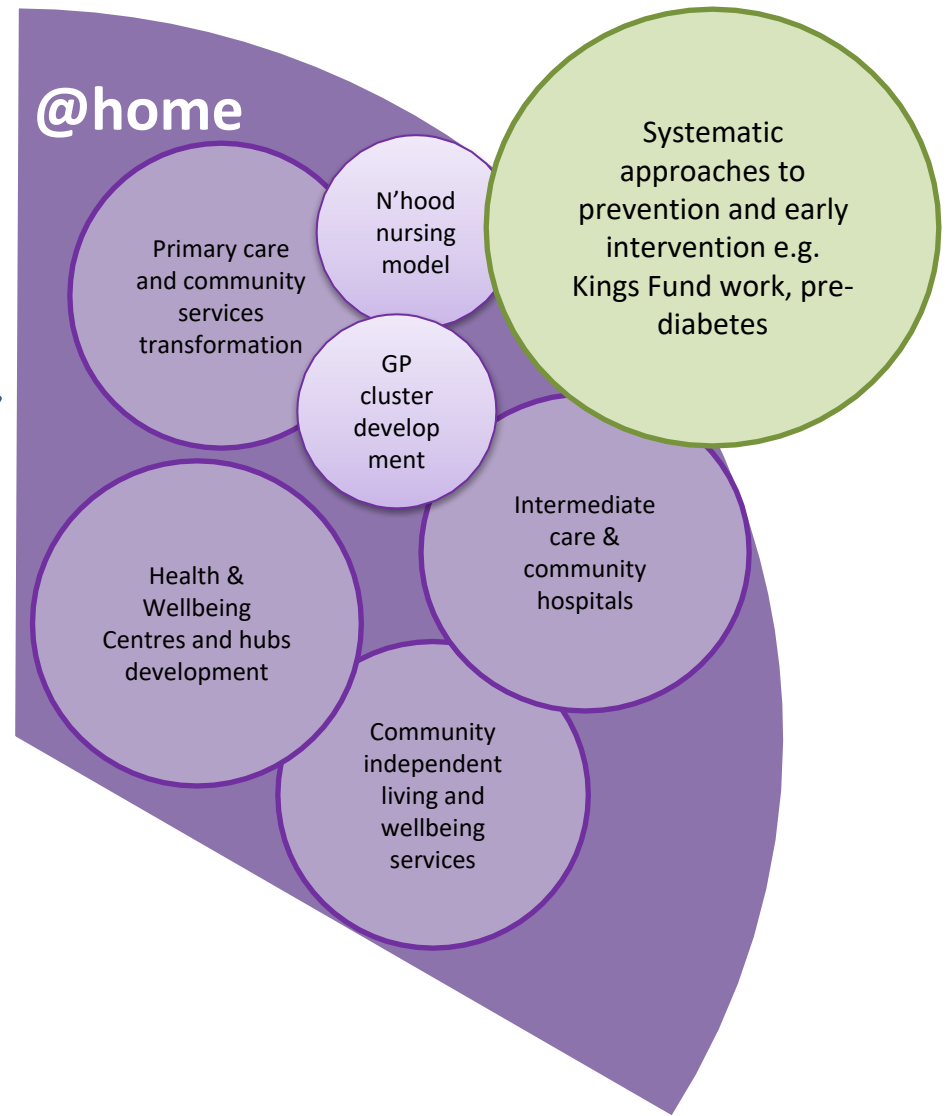 @home
N’hood
nursing
model
Systematic
approaches to
prevention and early
intervention e.g.
Kings Fund work, pre-
diabetes
Primary care
and community
services
transformation
GP
cluster
develop
ment
Intermediate
care &
community
hospitals
Health &
Wellbeing
Centres and hubs
development
Community
independent
living and
wellbeing
services